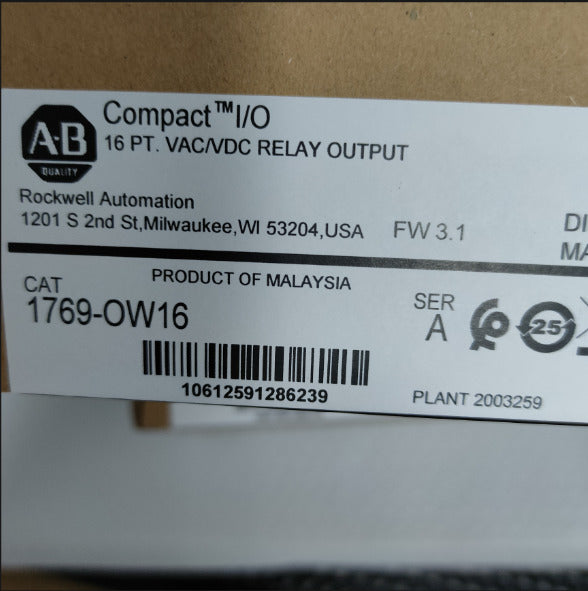 Compact™ I/O
16 PT. VAC/VDC RELAY OUTPUT
A-B
QUALITY
Rockwell Automation
1201 S 2nd St,Milwaukee,WI 53204,USA
FW 3.1
DI
MA
PRODUCT OF MALAYSIA
CAT
1769-OW16
SER
A
25
10612591286239
PLANT 2003259